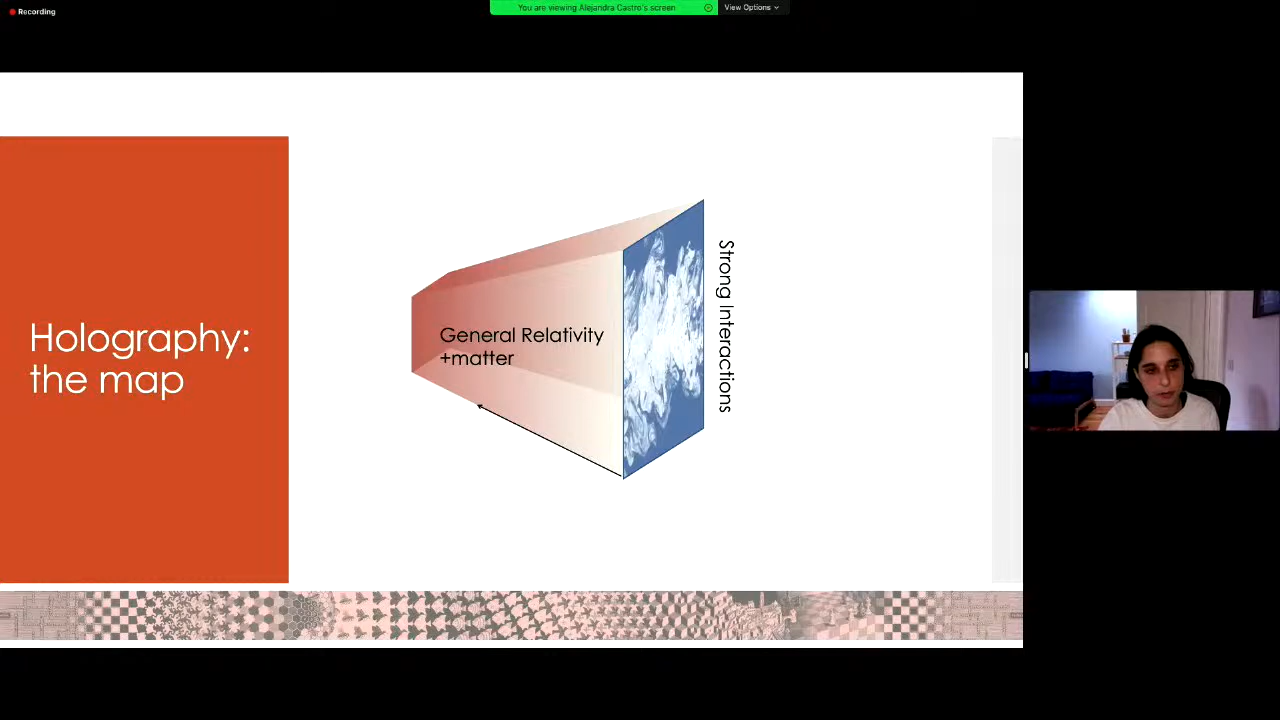 Recording
You are viewing Alejandra Castro's screen
View Options
Holography:
the map
General Relativity
+matter
Strong Interactions